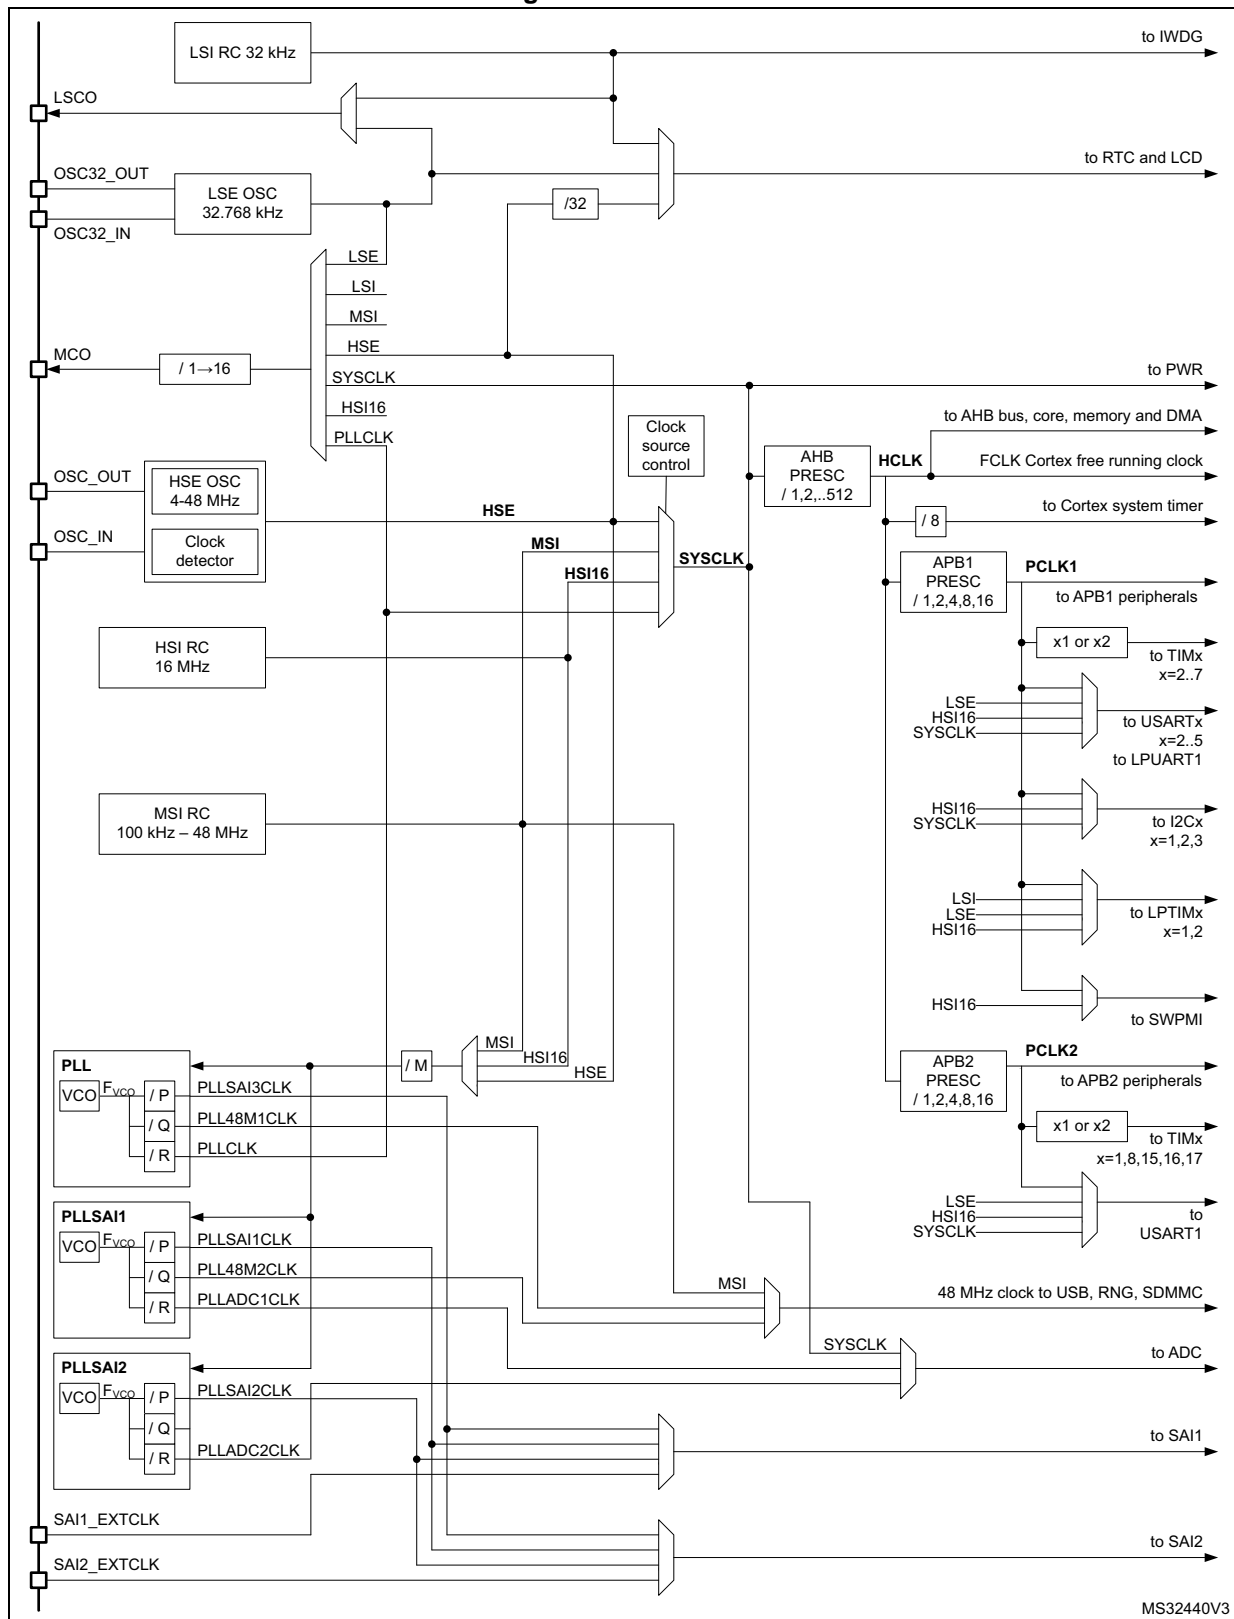 LSI RC 32 kHz
to IWDG
LSCO
to RTC and LCD
OSC32_OUT
LSE OSC
32.768 kHz
/32
OSC32_IN
LSE
LSI
MSI
HSE
MCO
/ 1→16
SYSCLK
to PWR
HSI16
PLLCLK
to AHB bus, core, memory and DMA
Clock
source
control
AHB
PRESC
/ 1,2,..512
HCLK
FCLK Cortex free running clock
OSC_OUT
HSE OSC
4-48 MHz
to Cortex system timer
/ 8
OSC_IN
Clock
detector
HSE
MSI
HSI16
SYSCLK
APB1
PRESC
/ 1,2,4,8,16
PCLK1
to APB1 peripherals
HSI RC
16 MHz
x1 or x2
to TIMx
x=2..7
LSE
HSI16
SYSCLK
to USARTx
x=2..5
to LPUART1
MSI RC
100 kHz – 48 MHz
HSI16
SYSCLK
to I2Cx
x=1,2,3
LSI
LSE
HSI16
to LPTIMx
x=1,2
HSI16
to SWPMI
MSI
HSI16
HSE
/ M
PLL
VCO
FVCO
/ P
/ Q
/ R
PLLSAI3CLK
PLL48M1CLK
PLLCLK
APB2
PRESC
/ 1,2,4,8,16
PCLK2
to APB2 peripherals
x1 or x2
to TIMx
x=1,8,15,16,17
LSE
HSI16
SYSCLK
to
USART1
PLLSAI1
VCO
FVCO
/ P
/ Q
/ R
PLLSAI1CLK
PLL48M2CLK
PLLADC1CLK
MSI
48 MHz clock to USB, RNG, SDMMC
SYSCLK
to ADC
PLLSAI2
VCO
FVCO
/ P
/ Q
/ R
PLLSAI2CLK
PLLADC2CLK
to SAI1
SAI1_EXTCLK
to SAI2
SAI2_EXTCLK
MS32440V3